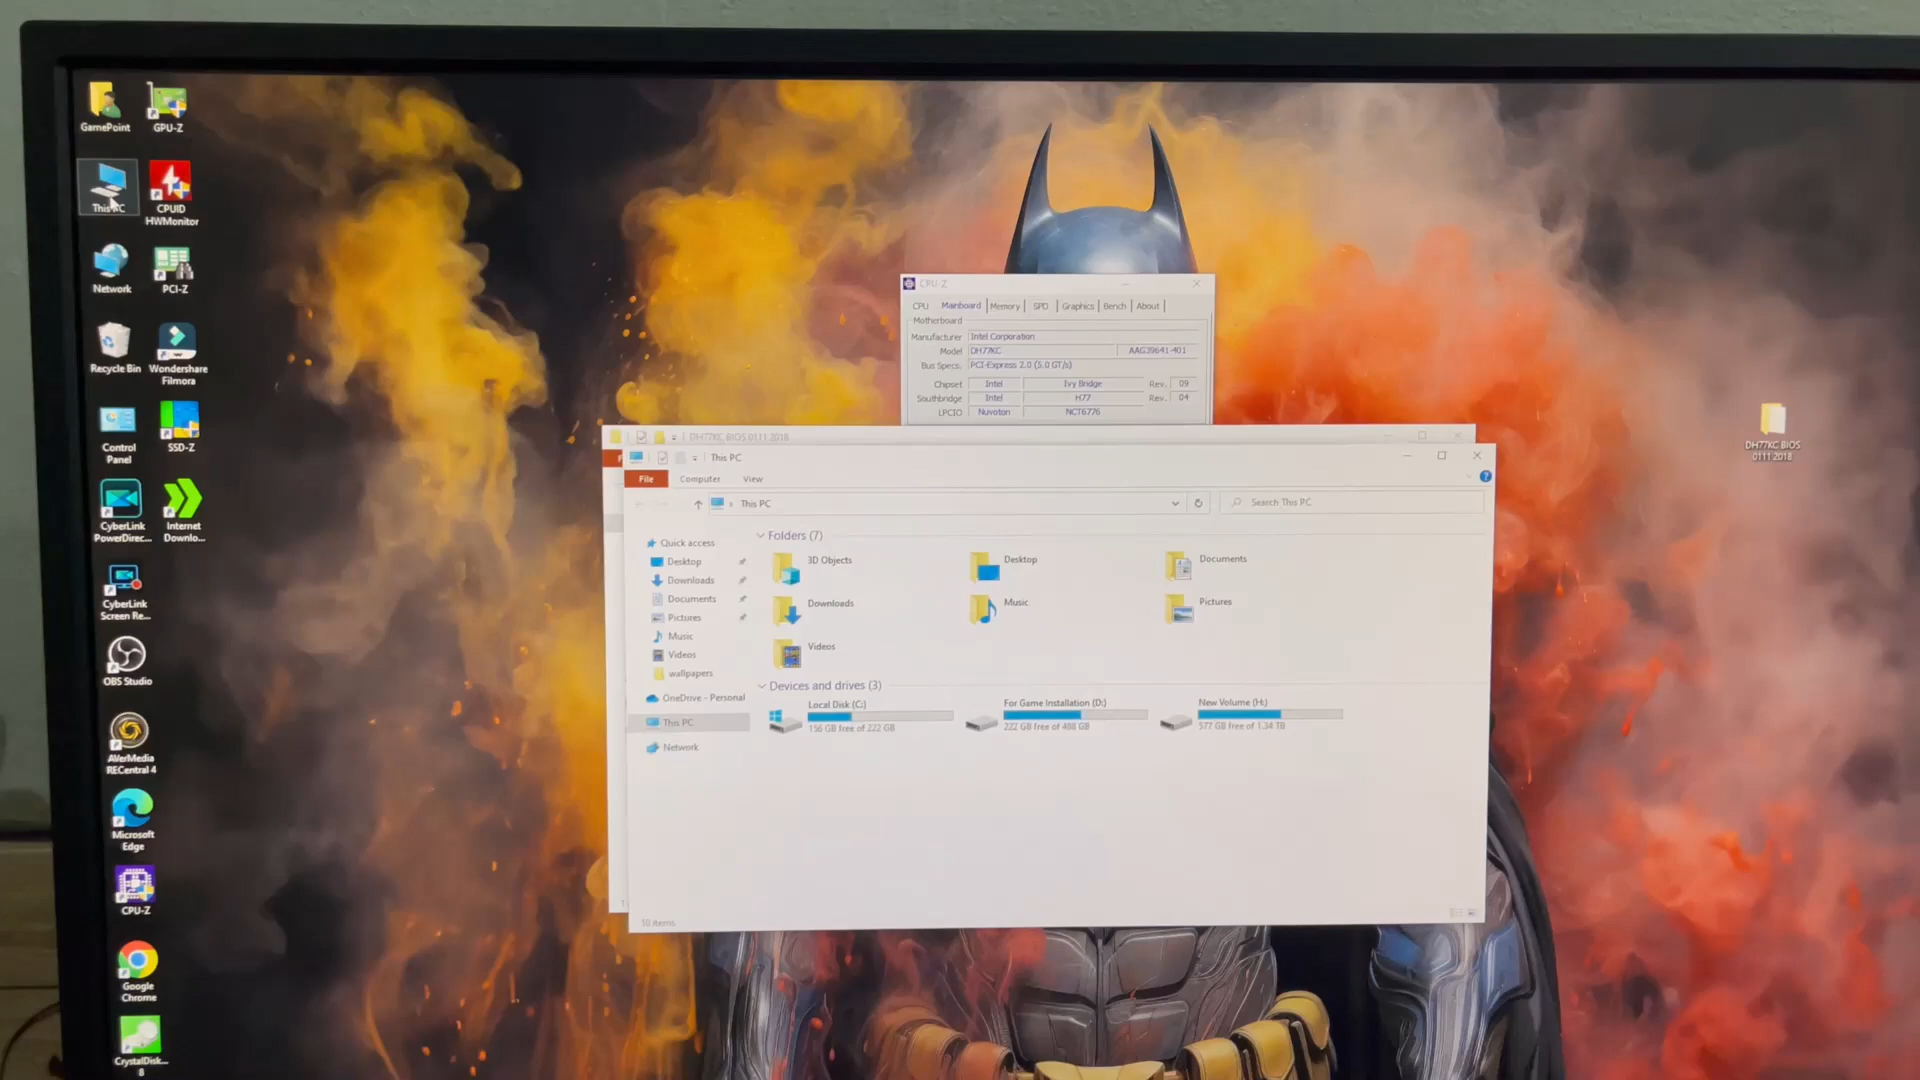 GamePoint
GPU-Z
This PC
CPUID
HWMonitor
Network
PCI-Z
Recycle Bin
Wondershare
Filmora
Control
Panel
SSD-Z
CyberLink
PowerDirec...
Internet
Downlo...
CyberLink
Screen Re...
OBS Studio
AVerMedia
RECentral 4
Microsoft
Edge
CPU-Z
Google
Chrome
CrystalDisk...
8
CPU-Z
CPU Mainboard Memory SPD Graphics Bench About
Motherboard
Manufacturer Intel Corporation
Model DH77KC AAG39641-401
Bus Specs. PCI-Express 2.0 (5.0 GT/s)
Chipset Intel Ivy Bridge Rev. 09
Southbridge Intel H77 Rev. 04
LPCIO Nuvoton NCT6776
DH77KC BIOS 0111 2018
This PC
File Computer View
This PC
Search This PC
Quick access
Desktop
Downloads
Documents
Pictures
Music
Videos
wallpapers
OneDrive - Personal
This PC
Network
Folders (7)
3D Objects
Desktop
Documents
Downloads
Music
Pictures
Videos
Devices and drives (3)
Local Disk (C:)
156 GB free of 222 GB
For Game Installation (D:)
222 GB free of 488 GB
New Volume (H:)
577 GB free of 1.34 TB
10 items
DH77KC BIOS
0111 2018